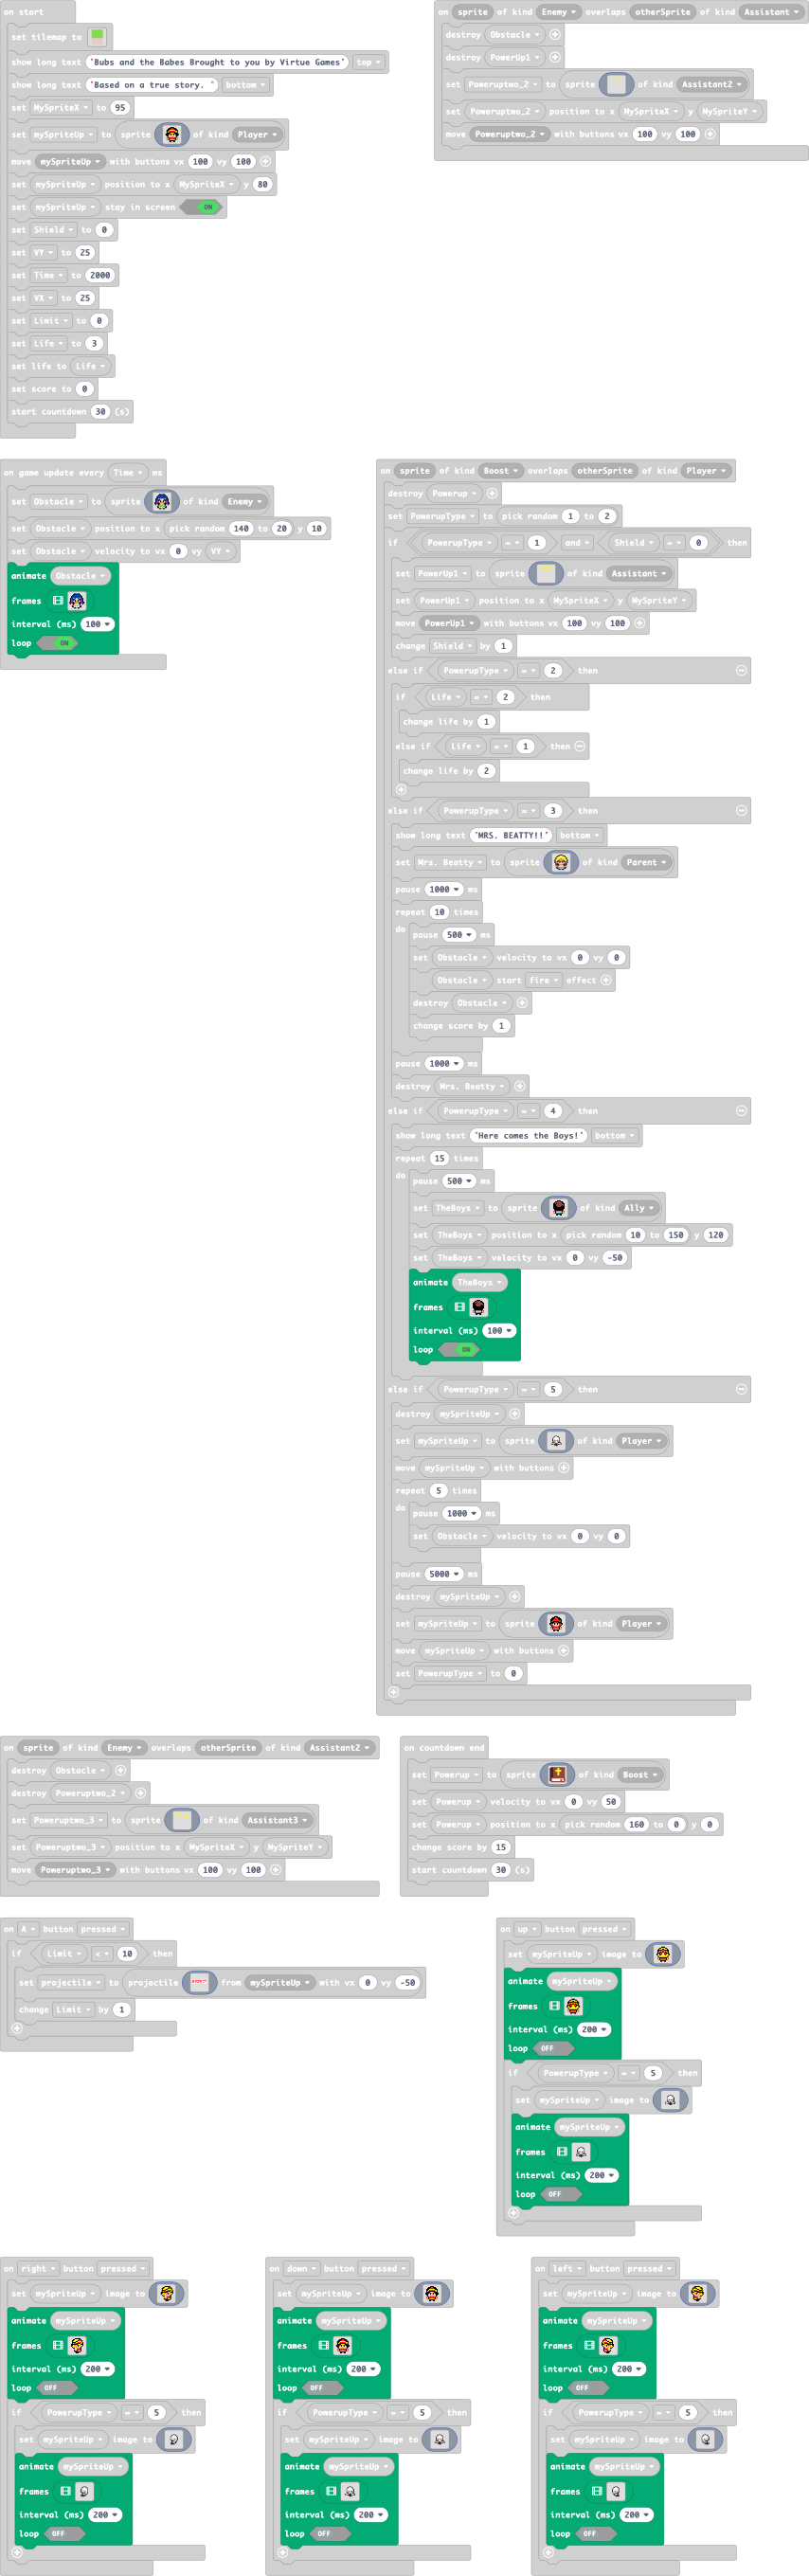 on start
set tilemap to
show long text "Bubs and the Babes Brought to you by Virtue Games" top
show long text "Based on a true story. " bottom
set MySpriteX to 95
set mySpriteUp to sprite of kind Player
move mySpriteUp with buttons vx 100 vy 100
set mySpriteUp position to x MySpriteX y 80
set mySpriteUp stay in screen ON
set Shield to 0
set VY to 25
set Time to 2000
set VX to 25
set Limit to 0
set Life to 3
set life to Life
set score to 0
start countdown 30 (s)
on sprite of kind Enemy overlaps otherSprite of kind Assistant
destroy Obstacle
destroy PowerUp1
set Poweruptwo_2 to sprite of kind Assistant2
set Poweruptwo_2 position to x MySpriteX y MySpriteY
move Poweruptwo_2 with buttons vx 100 vy 100
on game update every Time ms
set Obstacle to sprite of kind Enemy
set Obstacle position to x pick random 140 to 20 y 10
set Obstacle velocity to vx 0 vy VY
animate Obstacle
frames
interval (ms) 100
loop ON
on sprite of kind Boost overlaps otherSprite of kind Player
destroy Powerup
set PowerupType to pick random 1 to 2
if PowerupType = 1 and Shield = 0 then
set PowerUp1 to sprite of kind Assistant
set PowerUp1 position to x MySpriteX y MySpriteY
move PowerUp1 with buttons vx 100 vy 100
change Shield by 1
else if PowerupType = 2 then
if Life = 2 then
change life by 1
else if Life = 1 then
change life by 2
else if PowerupType = 3 then
show long text "MRS. BEATTY!!" bottom
set Mrs. Beatty to sprite of kind Parent
pause 1000 ms
repeat 10 times
do pause 500 ms
set Obstacle velocity to vx 0 vy 0
Obstacle start fire effect
destroy Obstacle
change score by 1
pause 1000 ms
destroy Mrs. Beatty
else if PowerupType = 4 then
show long text "Here comes the Boys!" bottom
repeat 15 times
do pause 500 ms
set TheBoys to sprite of kind Ally
set TheBoys position to x pick random 10 to 150 y 120
set TheBoys velocity to vx 0 vy -50
animate TheBoys
frames
interval (ms) 100
loop ON
else if PowerupType = 5 then
destroy mySpriteUp
set mySpriteUp to sprite of kind Player
move mySpriteUp with buttons
repeat 5 times
do pause 1000 ms
set Obstacle velocity to vx 0 vy 0
pause 5000 ms
destroy mySpriteUp
set mySpriteUp to sprite of kind Player
move mySpriteUp with buttons
set PowerupType to 0
on sprite of kind Enemy overlaps otherSprite of kind Assistant2
destroy Obstacle
destroy Poweruptwo_2
set Poweruptwo_3 to sprite of kind Assistant3
set Poweruptwo_3 position to x MySpriteX y MySpriteY
move Poweruptwo_3 with buttons vx 100 vy 100
on countdown end
set Powerup to sprite of kind Boost
set Powerup velocity to vx 0 vy 50
set Powerup position to x pick random 160 to 0 y 0
change score by 15
start countdown 30 (s)
on A button pressed
if Limit < 10 then
set projectile to projectile from mySpriteUp with vx 0 vy -50
change Limit by 1
on up button pressed
set mySpriteUp image to
animate mySpriteUp
frames
interval (ms) 200
loop OFF
if PowerupType = 5 then
set mySpriteUp image to
animate mySpriteUp
frames
interval (ms) 200
loop OFF
on right button pressed
set mySpriteUp image to
animate mySpriteUp
frames
interval (ms) 200
loop OFF
if PowerupType = 5 then
set mySpriteUp image to
animate mySpriteUp
frames
interval (ms) 200
loop OFF
on down button pressed
set mySpriteUp image to
animate mySpriteUp
frames
interval (ms) 200
loop OFF
if PowerupType = 5 then
set mySpriteUp image to
animate mySpriteUp
frames
interval (ms) 200
loop OFF
on left button pressed
set mySpriteUp image to
animate mySpriteUp
frames
interval (ms) 200
loop OFF
if PowerupType = 5 then
set mySpriteUp image to
animate mySpriteUp
frames
interval (ms) 200
loop OFF